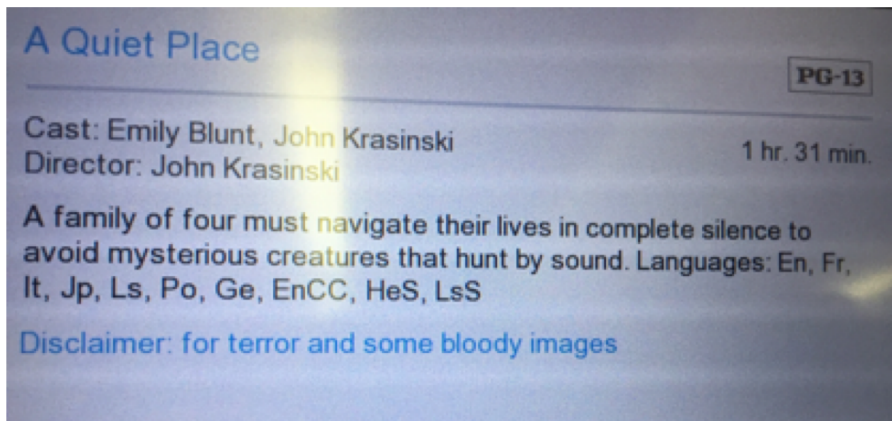 A Quiet Place
PG-13
Cast: Emily Blunt, John Krasinski
1 hr. 31 min.
Director: John Krasinski
A family of four must navigate their lives in complete silence to
avoid mysterious creatures that hunt by sound. Languages: En, Fr,
It, Jp, Ls, Po, Ge, EnCC, HeS, LsS
Disclaimer: for terror and some bloody images